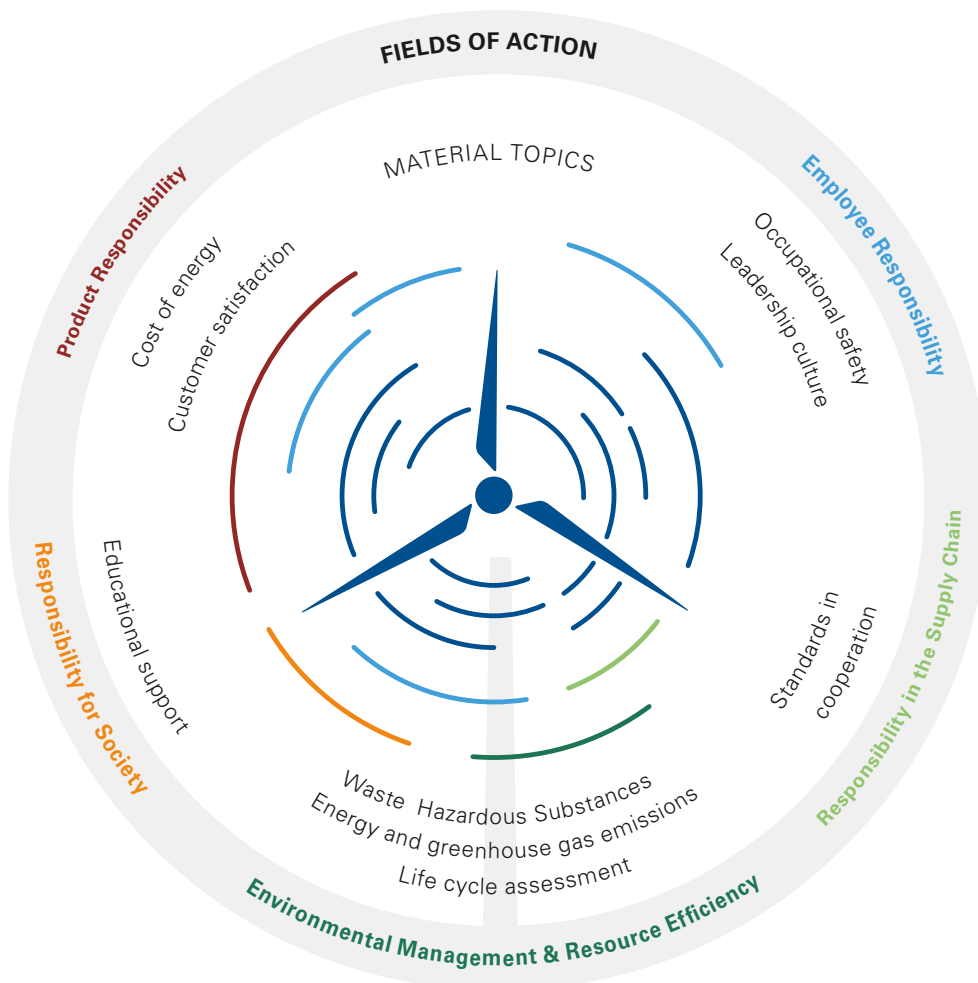 FIELDS OF ACTION
MATERIAL TOPICS
Product Responsibility
Cost of energy
Customer satisfaction
Employee Responsibility
Occupational safety
Leadership culture
Responsibility for Society
Educational support
Responsibility in the Supply Chain
Standards in
cooperation
Waste Hazardous Substances
Energy and greenhouse gas emissions
Life cycle assessment
Environmental Management & Resource Efficiency